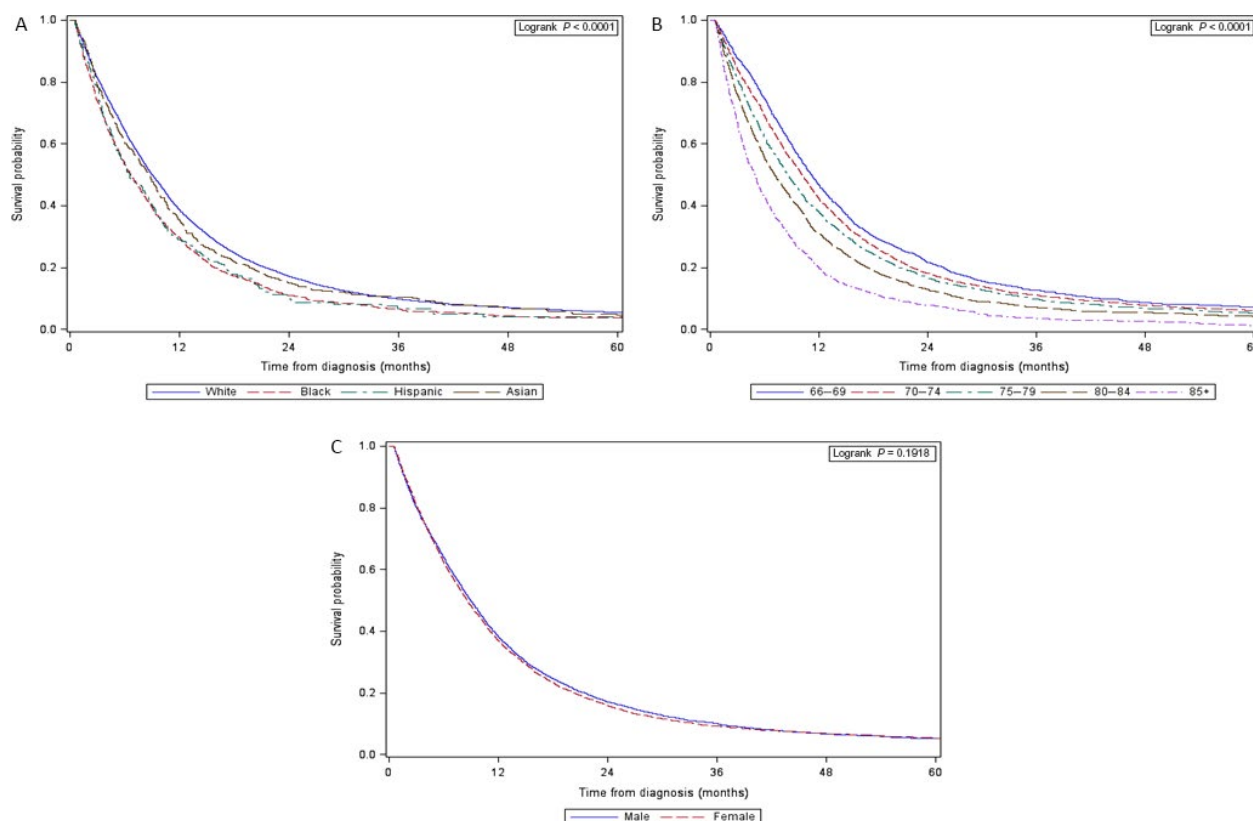 A
Logrank P < 0.0001
1.0
0.8
0.6
0.4
0.2
0.0
Survival probability
0 12 24 36 48 60
Time from diagnosis (months)
White Black Hispanic Asian
B
Logrank P < 0.0001
1.0
0.8
0.6
0.4
0.2
0.0
Survival probability
0 12 24 36 48 60
Time from diagnosis (months)
66–69 70–74 75–79 80–84 85+
C
Logrank P = 0.1918
1.0
0.8
0.6
0.4
0.2
0.0
Survival probability
0 12 24 36 48 60
Time from diagnosis (months)
Male Female